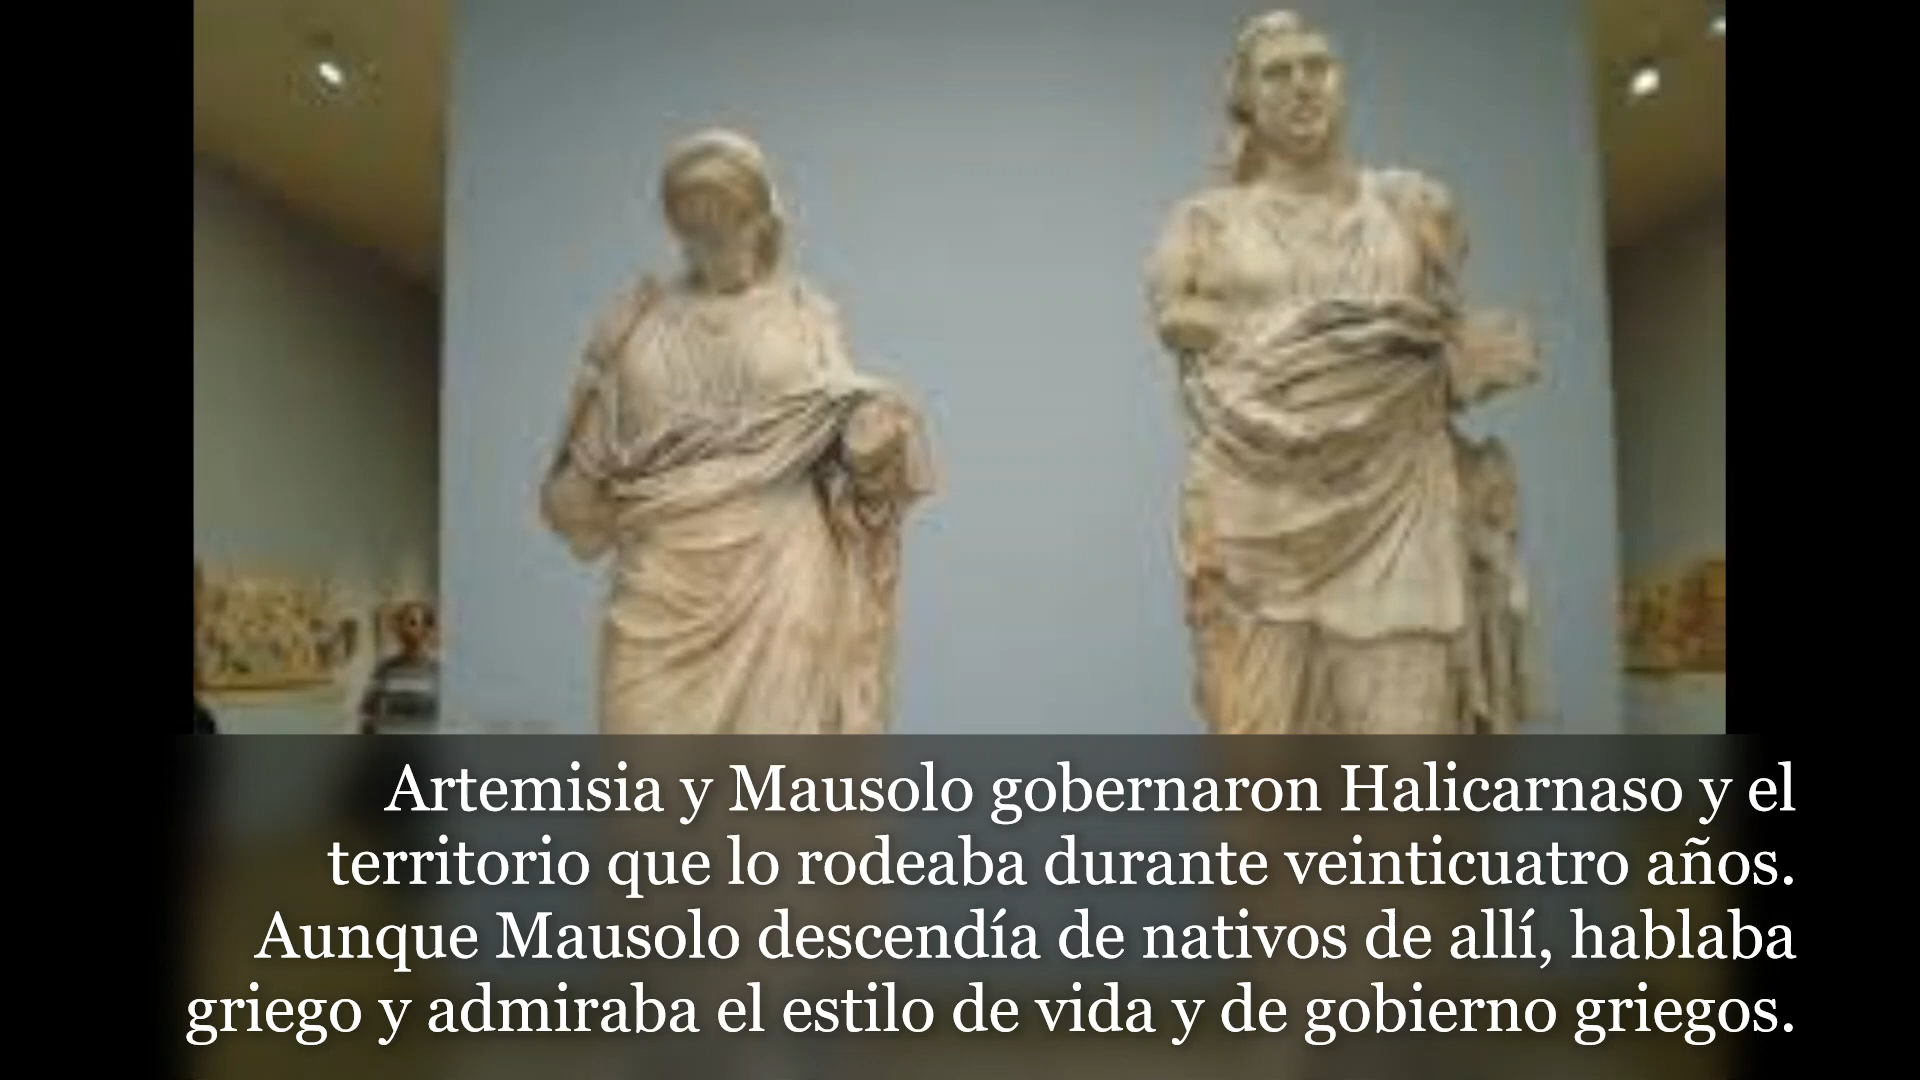 Artemisia y Mausolo gobernaron Halicarnaso y el
territorio que lo rodeaba durante veinticuatro años.
Aunque Mausolo descendía de nativos de allí, hablaba
griego y admiraba el estilo de vida y de gobierno griegos.